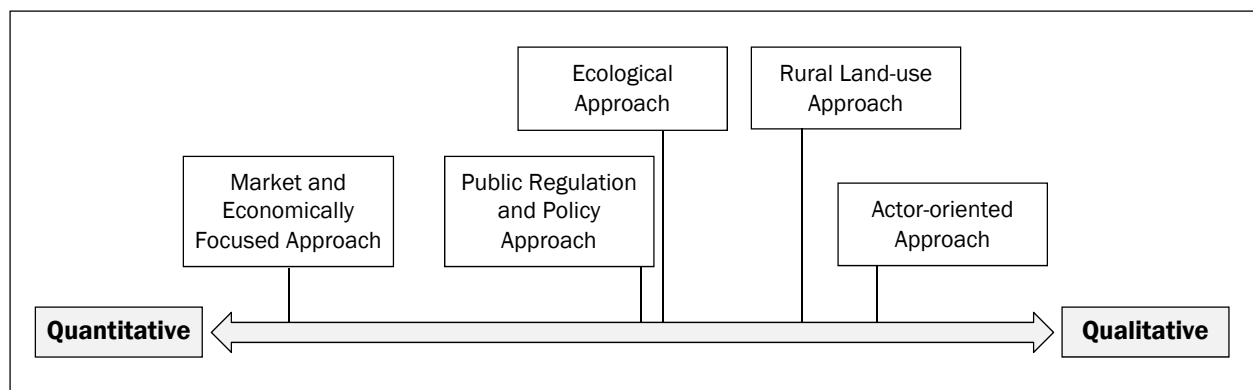 Ecological
Approach
Rural Land-use
Approach
Market and
Economically
Focused Approach
Public Regulation
and Policy
Approach
Actor-oriented
Approach
Quantitative
Qualitative